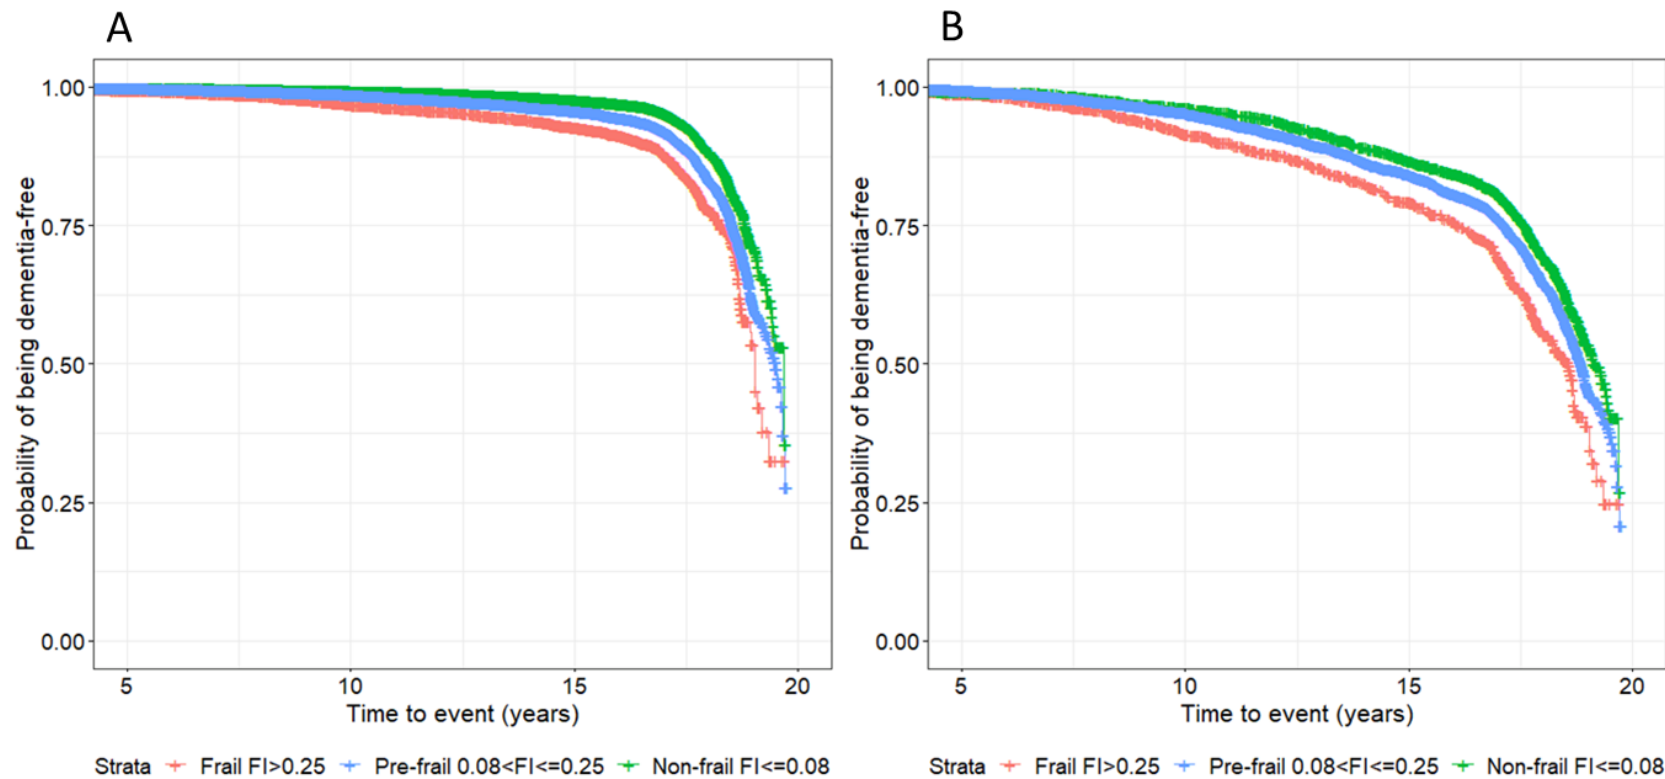 A
B
Probability of being dementia-free
1.00
0.75
0.50
0.25
0.00
5 10 15 20
Time to event (years)
Strata Frail FI>0.25 Pre-frail 0.08<FI<=0.25 Non-frail FI<=0.08
Probability of being dementia-free
1.00
0.75
0.50
0.25
0.00
5 10 15 20
Time to event (years)
Strata Frail FI>0.25 Pre-frail 0.08<FI<=0.25 Non-frail FI<=0.08